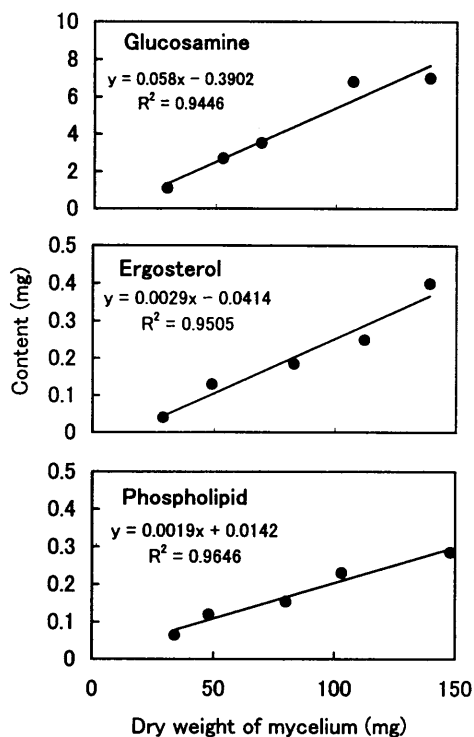 Glucosamine
y = 0.058x − 0.3902
R² = 0.9446
10
8
6
4
2
0
Ergosterol
y = 0.0029x − 0.0414
R² = 0.9505
0.5
0.4
0.3
0.2
0.1
0
Content (mg)
Phospholipid
y = 0.0019x + 0.0142
R² = 0.9646
0.5
0.4
0.3
0.2
0.1
0
0 50 100 150
Dry weight of mycelium (mg)